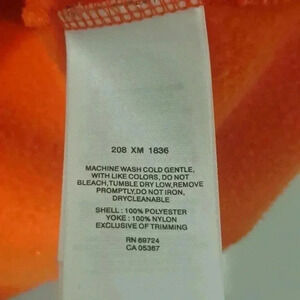 208 XM 1836
MACHINE WASH COLD GENTLE,
WITH LIKE COLORS, DO NOT
BLEACH,TUMBLE DRY LOW,REMOVE
PROMPTLY,DO NOT IRON,
DRYCLEANABLE
SHELL : 100% POLYESTER
YOKE : 100% NYLON
EXCLUSIVE OF TRIMMING
RN 69724
CA 05367